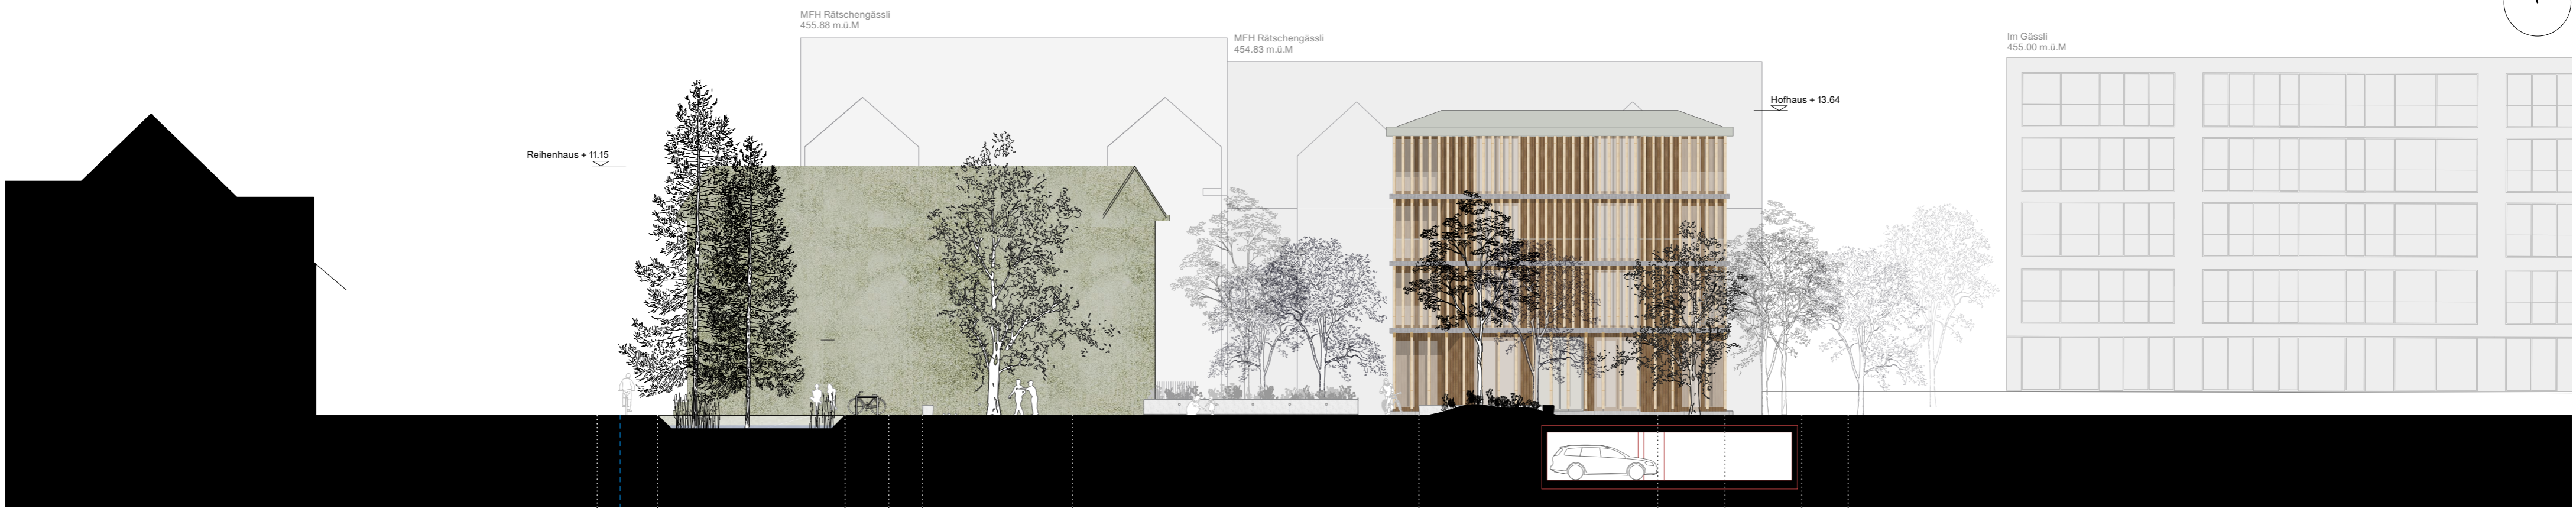 MFH Rätschengässli
455.88 m.ü.M
MFH Rätschengässli
454.83 m.ü.M
Im Gässli
455.00 m.ü.M
Hofhaus + 13.64
Reihenhaus + 11.15